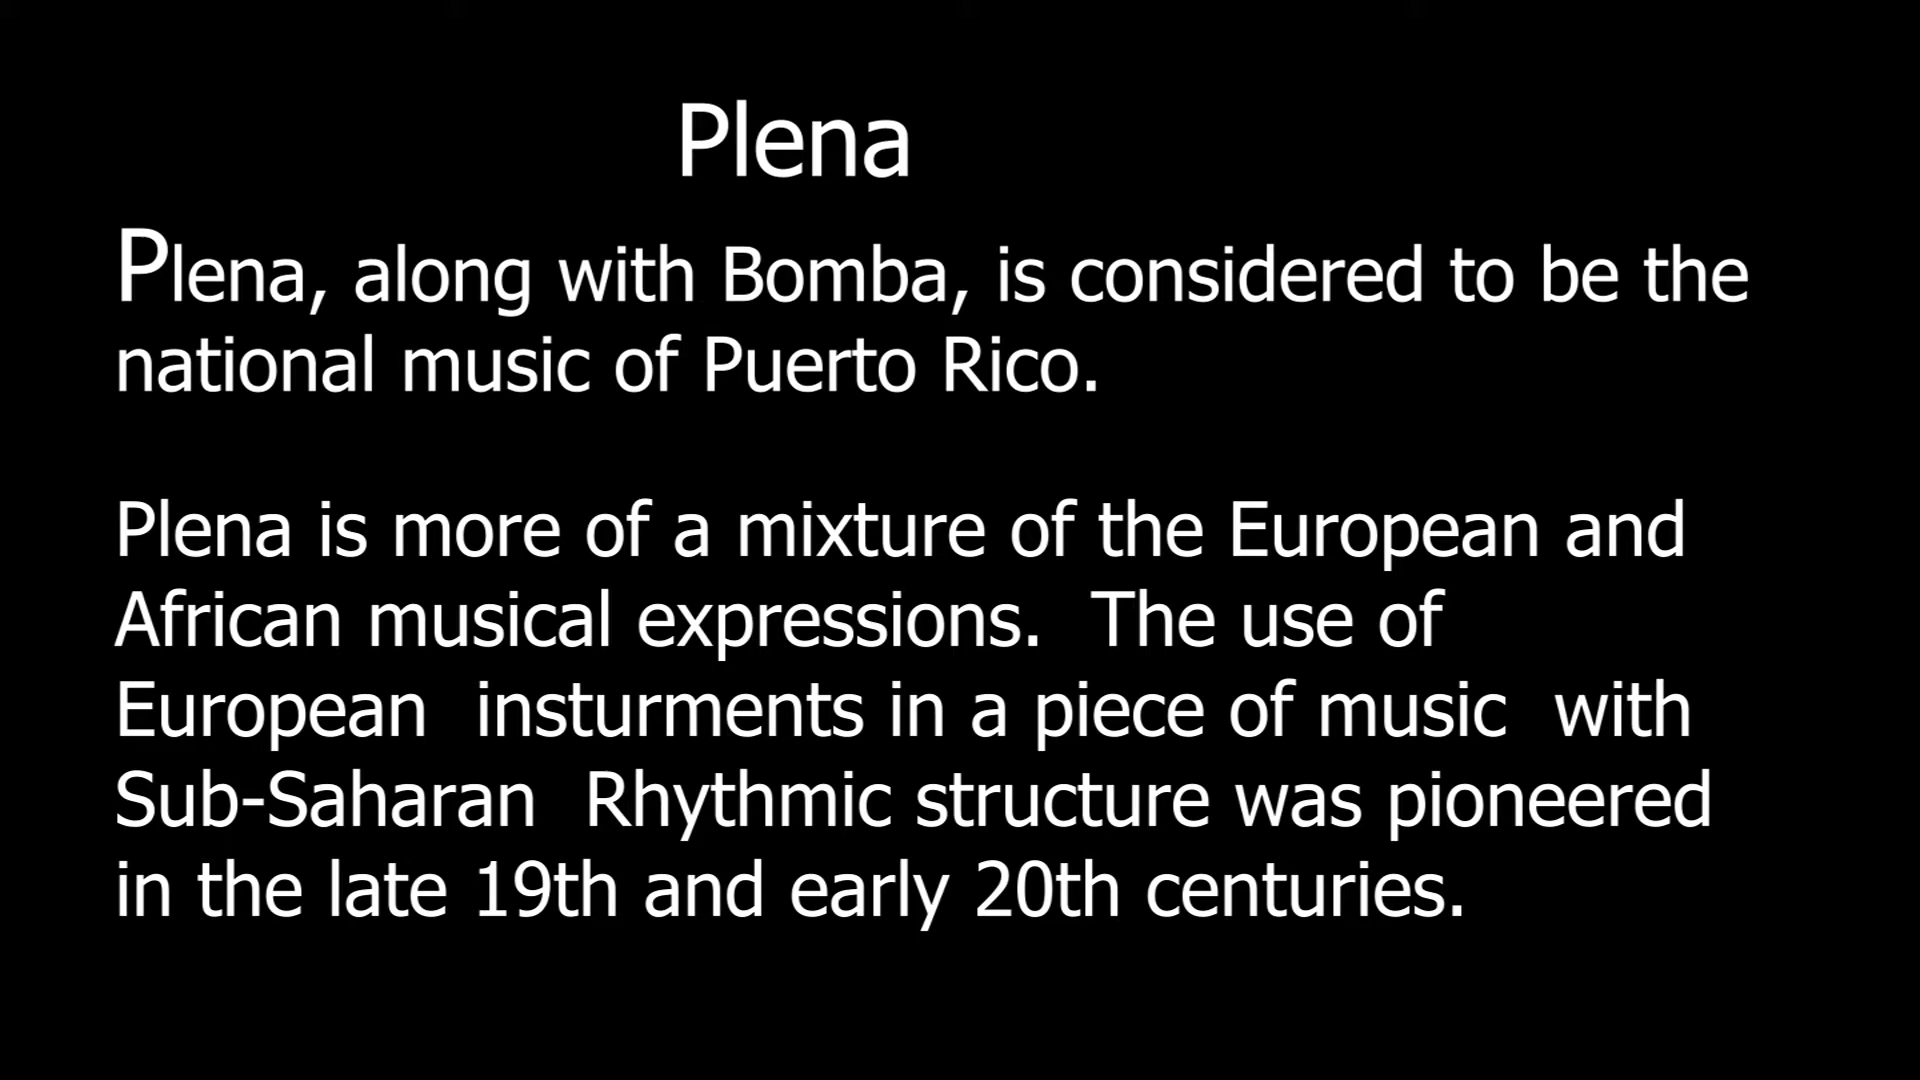 Plena
Plena, along with Bomba, is considered to be the
national music of Puerto Rico.
Plena is more of a mixture of the European and
African musical expressions.  The use of
European  insturments in a piece of music  with
Sub-Saharan  Rhythmic structure was pioneered
in the late 19th and early 20th centuries.